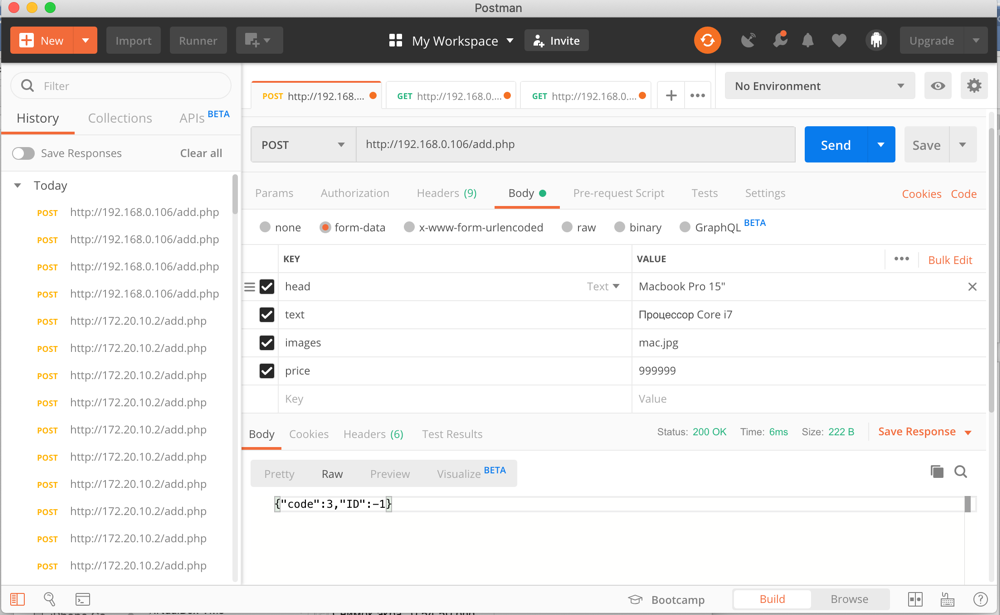 Postman
New
Import
Runner
My Workspace
Invite
Upgrade
Filter
History
Collections
APIs BETA
Save Responses
Clear all
Today
POST http://192.168.0.106/add.php
POST http://192.168.0.106/add.php
POST http://192.168.0.106/add.php
POST http://192.168.0.106/add.php
POST http://172.20.10.2/add.php
POST http://172.20.10.2/add.php
POST http://172.20.10.2/add.php
POST http://172.20.10.2/add.php
POST http://172.20.10.2/add.php
POST http://172.20.10.2/add.php
POST http://172.20.10.2/add.php
POST http://172.20.10.2/add.php
POST http://172.20.10.2/add.php
POST http://172.20.10.2/add.php
POST http://192.168....
GET http://192.168.0....
GET http://192.168.0....
No Environment
POST
http://192.168.0.106/add.php
Send
Save
Params
Authorization
Headers (9)
Body
Pre-request Script
Tests
Settings
Cookies
Code
none
form-data
x-www-form-urlencoded
raw
binary
GraphQL BETA
KEY
VALUE
Bulk Edit
head
Text
Macbook Pro 15"
text
Процессор Core i7
images
mac.jpg
price
999999
Key
Value
Body
Cookies
Headers (6)
Test Results
Status: 200 OK
Time: 6ms
Size: 222 B
Save Response
Pretty
Raw
Preview
Visualize BETA
{"code":3,"ID":-1}
Bootcamp
Build
Browse